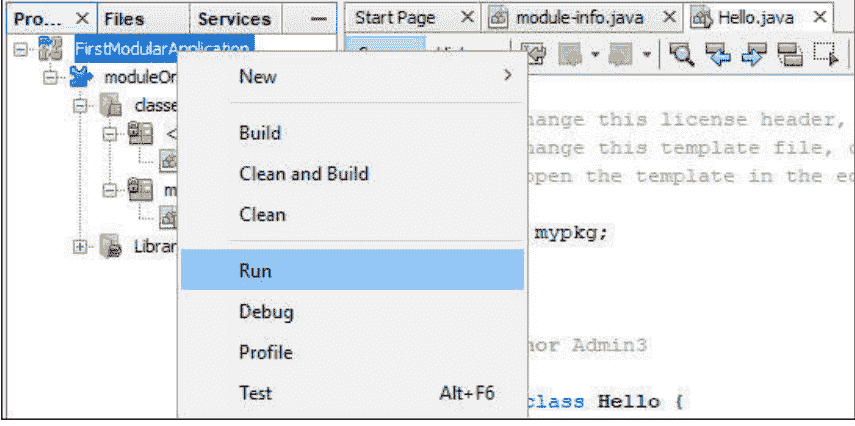 Pro... × Files Services — Start Page × module-info.java × Hello.java ×
FirstModularApplication
moduleOr New >
classe
Build
<
hange this license header,
Clean and Build
hange this template file,
m Clean
open the template in the ed
Librar
mypkg;
Run
Debug
Profile
hor Admin3
Test Alt+F6
class Hello {